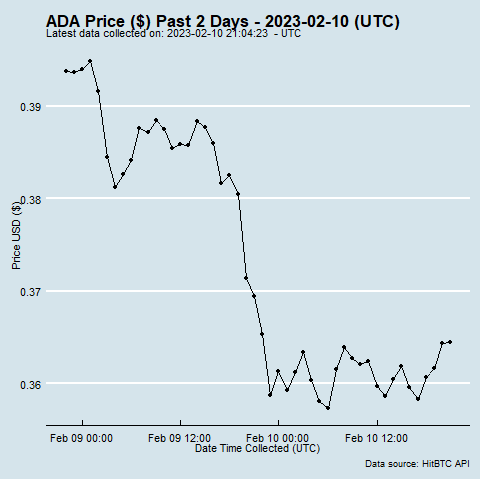 ADA Price ($) Past 2 Days - 2023-02-10 (UTC)
Latest data collected on: 2023-02-10 21:04:23 - UTC
0.39
0.38
0.37
0.36
Price USD ($)
Feb 09 00:00 Feb 09 12:00 Feb 10 00:00 Feb 10 12:00
Date Time Collected (UTC)
Data source: HitBTC API